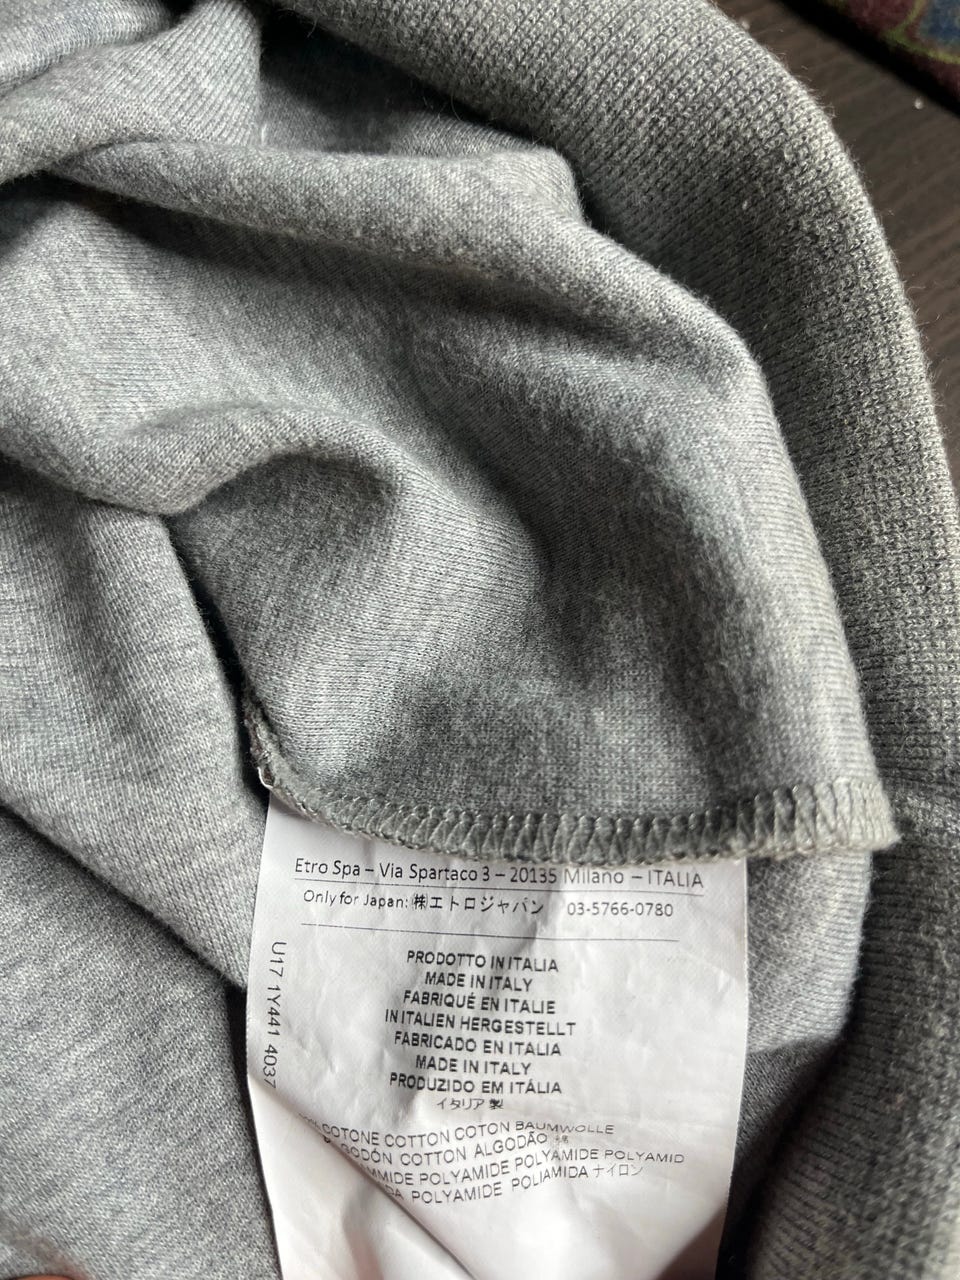 Etro Spa – Via Spartaco 3 – 20135 Milano – ITALIA
Only for Japan: ㈱エトロジャパン 03-5766-0780
PRODOTTO IN ITALIA
MADE IN ITALY
FABRIQUÉ EN ITALIE
IN ITALIEN HERGESTELLT
FABRICADO EN ITALIA
MADE IN ITALY
PRODUZIDO EM ITÁLIA
イタリア製
COTONE COTTON COTON BAUMWOLLE
COTTON ALGODÃO 綿
POLYAMIDE POLYAMIDE POLYAMID
POLYAMIDE POLIAMIDA ナイロン
U17 1Y441 4037